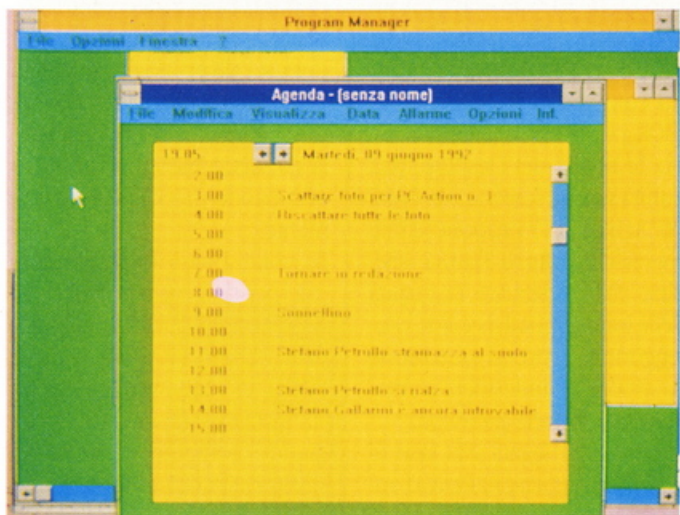 Program Manager
File Opzioni Finestra ?
Agenda - (senza nome)
File Modifica Visualizza Data Allarme Opzioni Inf.
19.05 Martedì, 09 giugno 1992
2.00
3.00 Scattare foto per PC Action n. 1
4.00 Riscattare tutte le foto
5.00
6.00
7.00 Tornare in redazione
8.00
9.00 Sonnellino
10.00
11.00 Stefano Petrullo stramazza al suolo
12.00
13.00 Stefano Petrullo si rialza
14.00 Stefano Gallarini è ancora introvabile
15.00